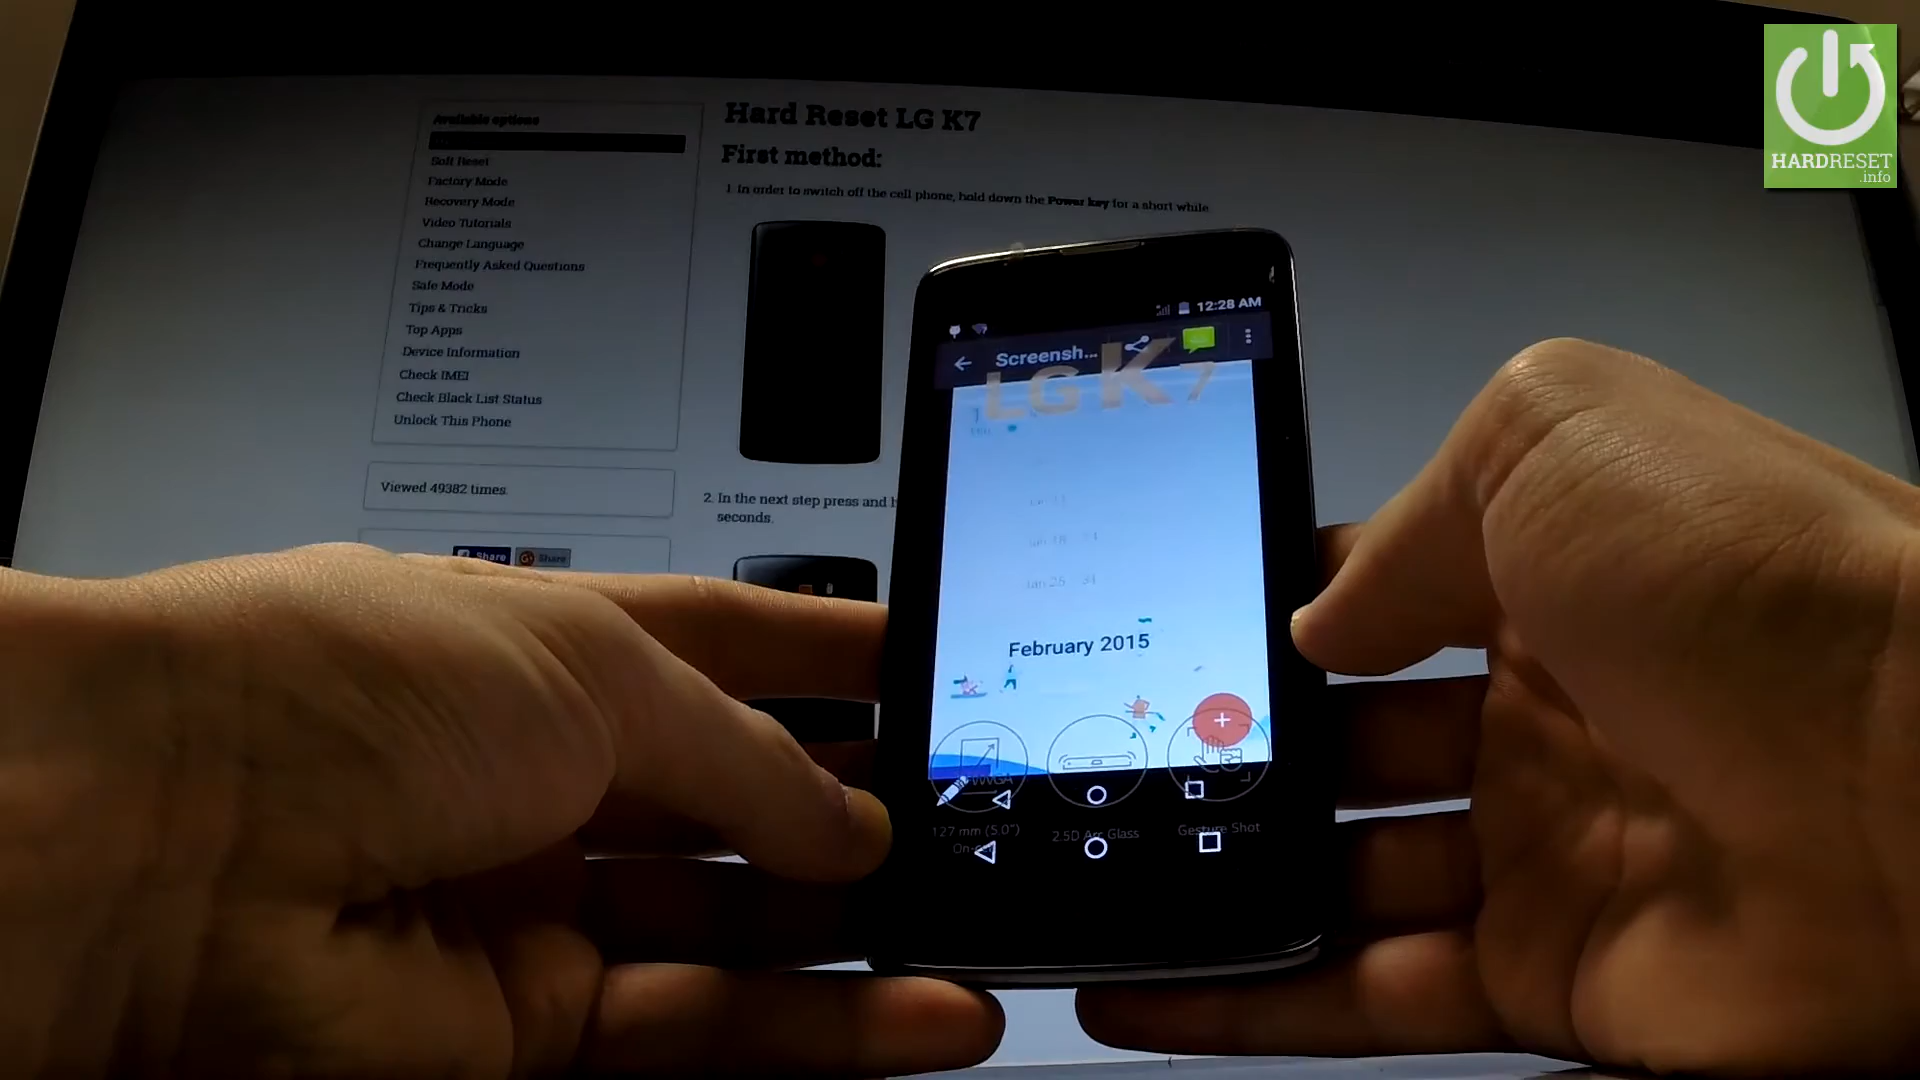 HARDRESET
.info
Available options
Soft Reset
Factory Mode
Recovery Mode
Video Tutorials
Change Language
Frequently Asked Questions
Safe Mode
Tips & Tricks
Top Apps
Device Information
Check IMEI
Check Black List Status
Unlock This Phone
Viewed 49382 times.
Share
Share
Hard Reset LG K7
First method:
1. In order to switch off the cell phone, hold down the Power key for a short while.
2. In the next step press and
seconds.
12:28 AM
Screensh...
LG K7
Jan 25 31
February 2015
127 mm (5.0")
2.5D Arc Glass
Gesture Shot